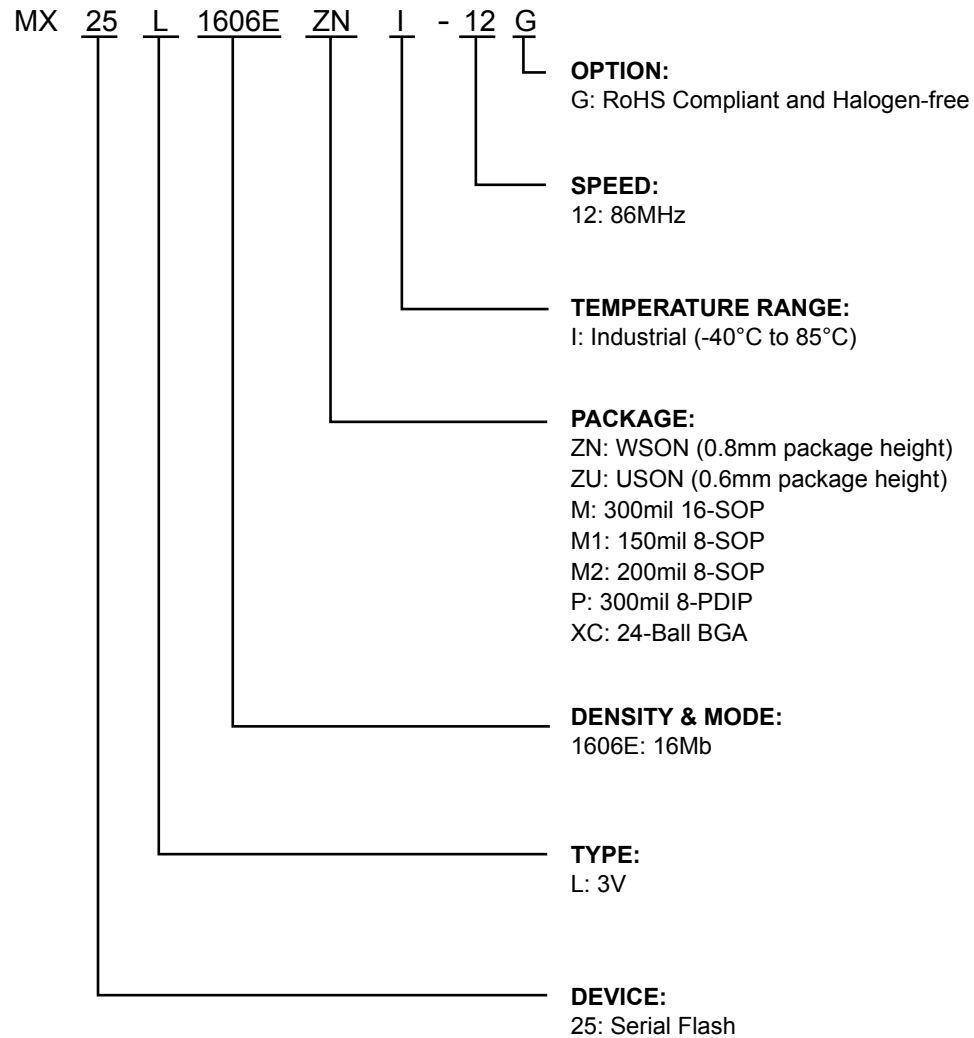 MX 25 L 1606E ZN I - 12 G
OPTION:
G: RoHS Compliant and Halogen-free
SPEED:
12: 86MHz
TEMPERATURE RANGE:
I: Industrial (-40°C to 85°C)
PACKAGE:
ZN: WSON (0.8mm package height)
ZU: USON (0.6mm package height)
M: 300mil 16-SOP
M1: 150mil 8-SOP
M2: 200mil 8-SOP
P: 300mil 8-PDIP
XC: 24-Ball BGA
DENSITY & MODE:
1606E: 16Mb
TYPE:
L: 3V
DEVICE:
25: Serial Flash